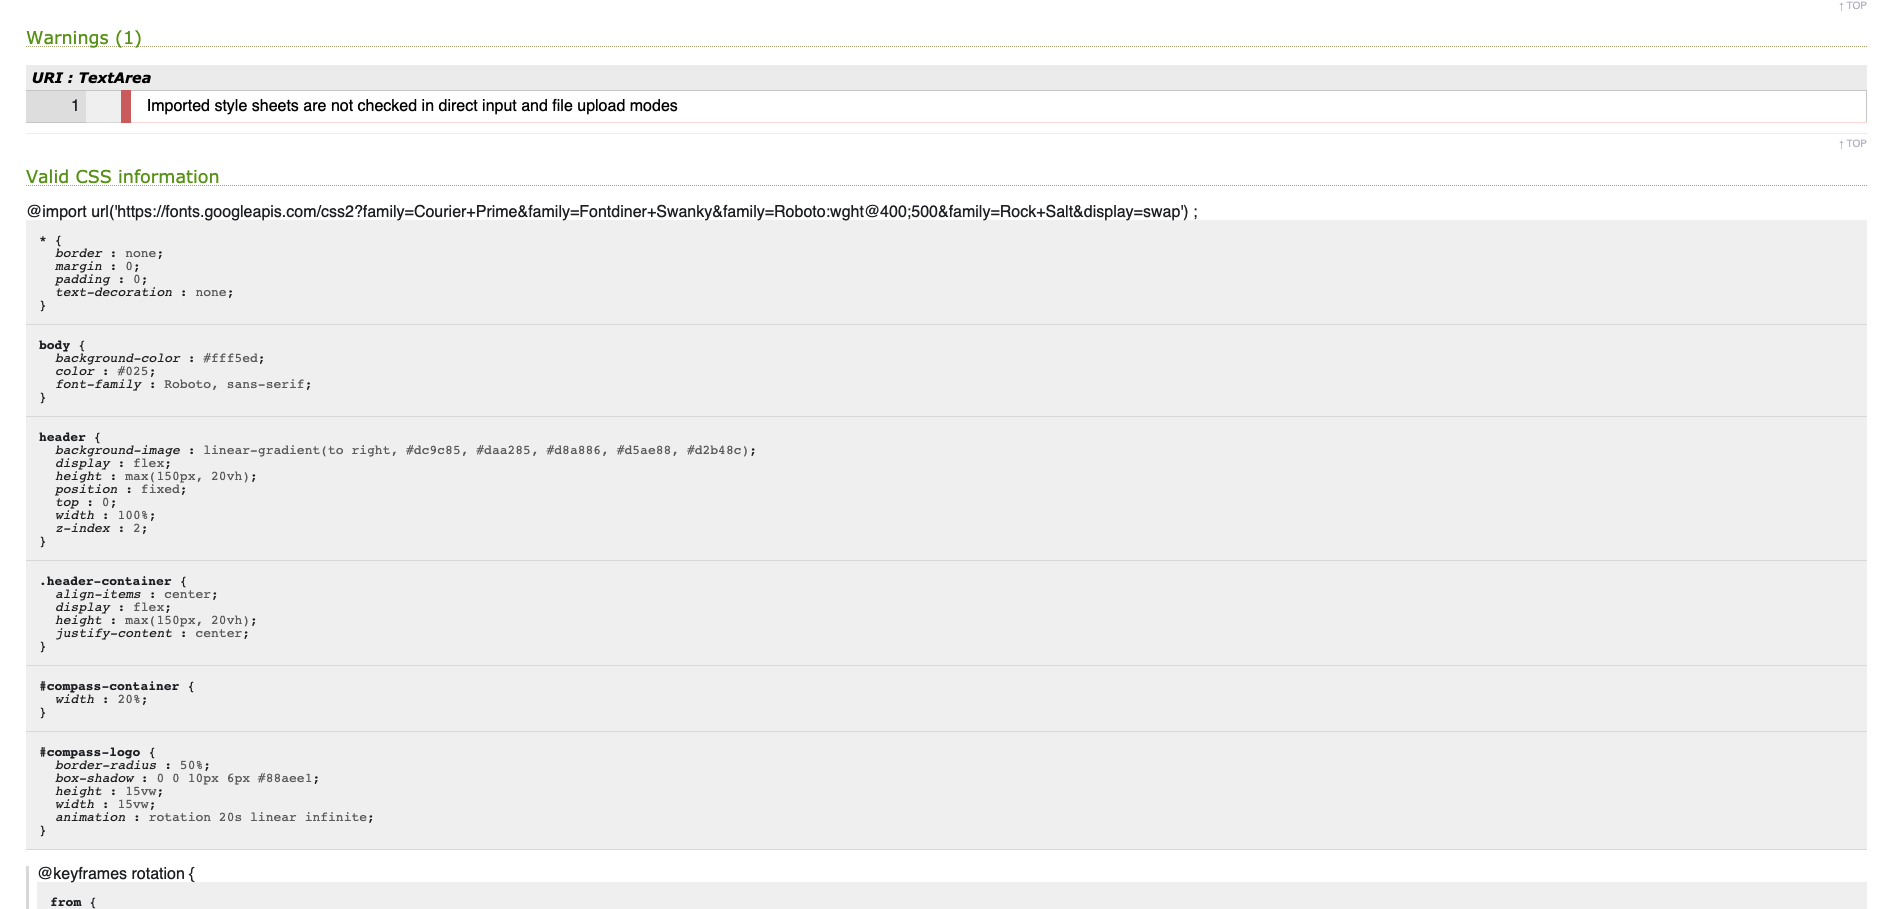 ↑ TOP
Warnings (1)
URI : TextArea
1 Imported style sheets are not checked in direct input and file upload modes
↑ TOP
Valid CSS information
@import url('https://fonts.googleapis.com/css2?family=Courier+Prime&family=Fontdiner+Swanky&family=Roboto:wght@400;500&family=Rock+Salt&display=swap') ;
* {
border : none;
margin : 0;
padding : 0;
text-decoration : none;
}
body {
background-color : #fff5ed;
color : #025;
font-family : Roboto, sans-serif;
}
header {
background-image : linear-gradient(to right, #dc9c85, #daa285, #d8a886, #d5ae88, #d2b48c);
display : flex;
height : max(150px, 20vh);
position : fixed;
top : 0;
width : 100%;
z-index : 2;
}
.header-container {
align-items : center;
display : flex;
height : max(150px, 20vh);
justify-content : center;
}
#compass-container {
width : 20%;
}
#compass-logo {
border-radius : 50%;
box-shadow : 0 0 10px 6px #88aee1;
height : 15vw;
width : 15vw;
animation : rotation 20s linear infinite;
}
@keyframes rotation {
from {